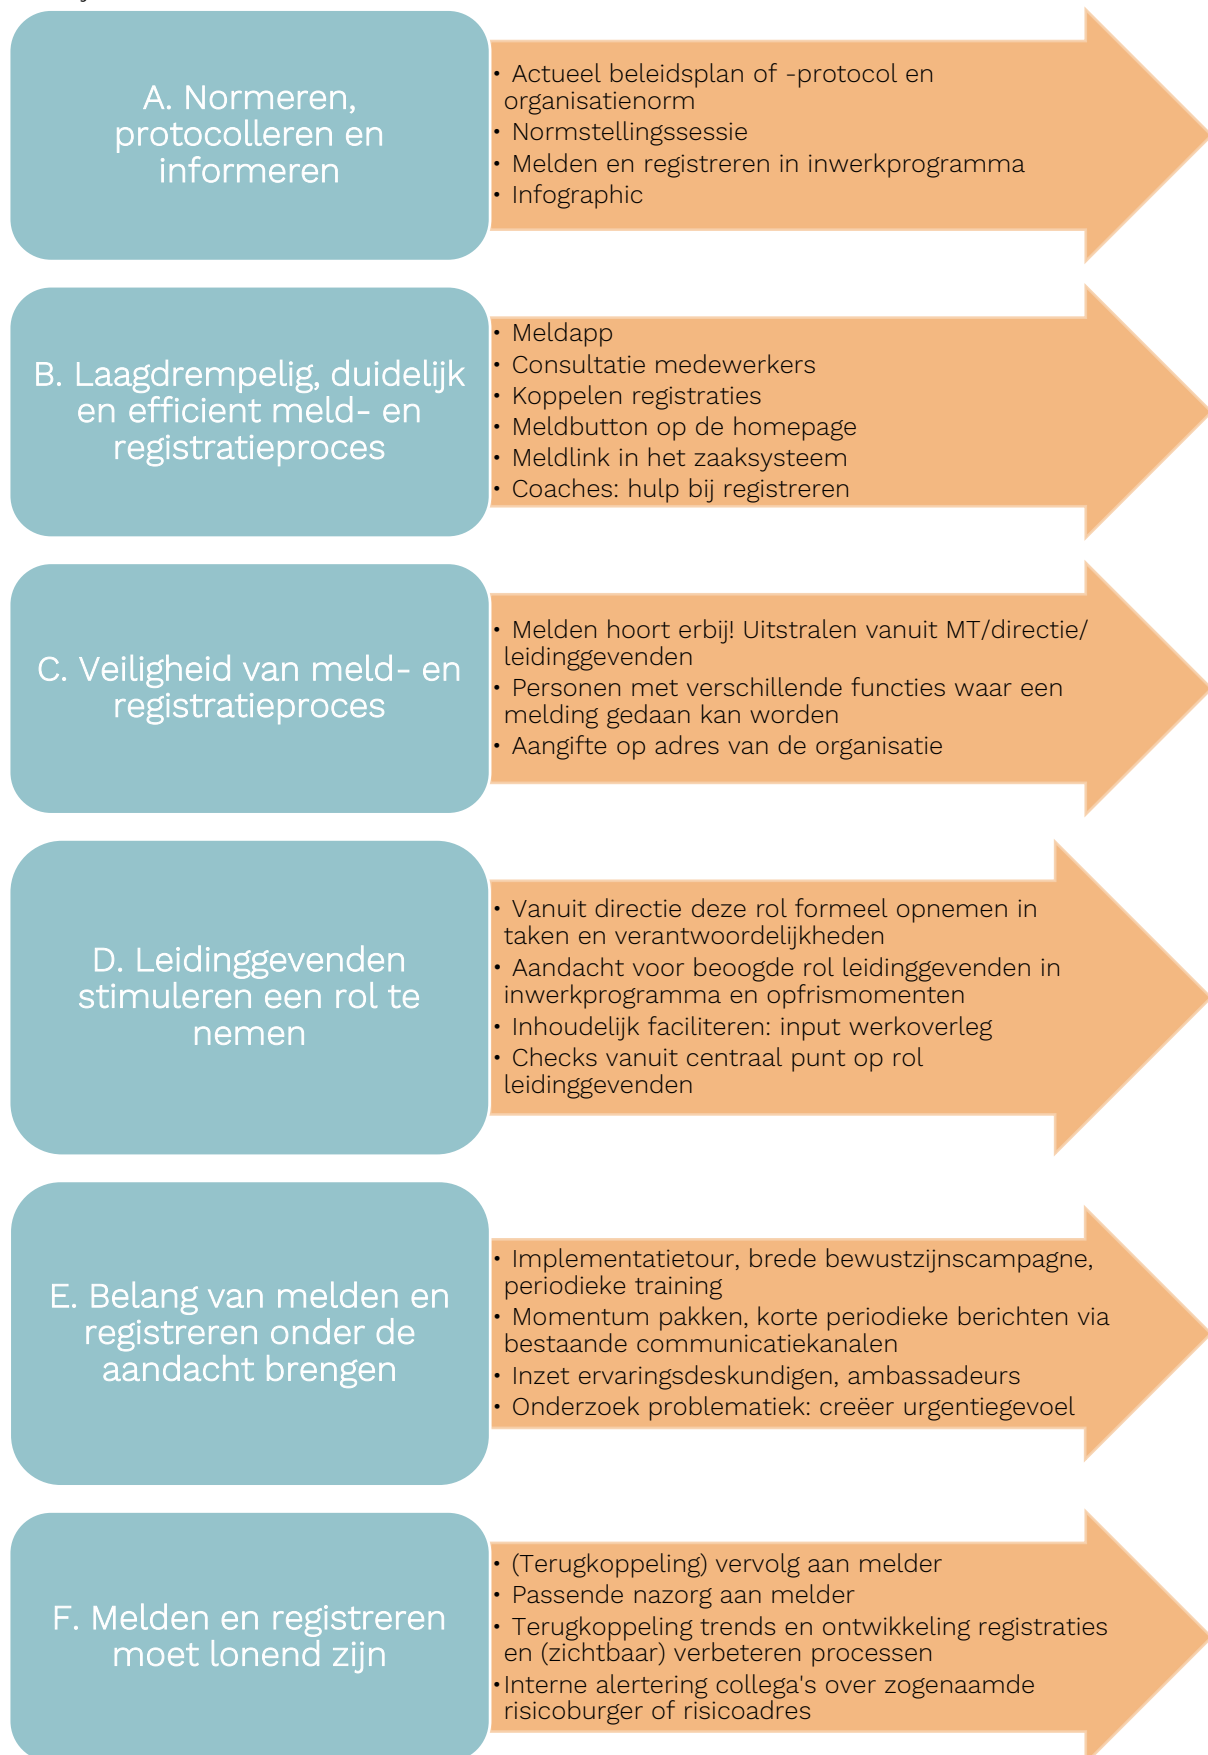 A. Normeren,
protocolleren en
informeren
• Actueel beleidsplan of -protocol en
organisatienorm
• Normstellingssessie
• Melden en registreren in inwerkprogramma
• Infographic
B. Laagdrempelig, duidelijk
en efficient meld- en
registratieproces
• Meldapp
• Consultatie medewerkers
• Koppelen registraties
• Meldbutton op de homepage
• Meldlink in het zaaksysteem
• Coaches: hulp bij registreren
C. Veiligheid van meld- en
registratieproces
• Melden hoort erbij! Uitstralen vanuit MT/directie/
leidinggevenden
• Personen met verschillende functies waar een
melding gedaan kan worden
• Aangifte op adres van de organisatie
D. Leidinggevenden
stimuleren een rol te
nemen
• Vanuit directie deze rol formeel opnemen in
taken en verantwoordelijkheden
• Aandacht voor beoogde rol leidinggevenden in
inwerkprogramma en opfrismomenten
• Inhoudelijk faciliteren: input werkoverleg
• Checks vanuit centraal punt op rol
leidinggevenden
E. Belang van melden en
registreren onder de
aandacht brengen
• Implementatietour, brede bewustzijnscampagne,
periodieke training
• Momentum pakken, korte periodieke berichten via
bestaande communicatiekanalen
• Inzet ervaringsdeskundigen, ambassadeurs
• Onderzoek problematiek: creëer urgentiegevoel
F. Melden en registreren
moet lonend zijn
• (Terugkoppeling) vervolg aan melder
• Passende nazorg aan melder
• Terugkoppeling trends en ontwikkeling registraties
en (zichtbaar) verbeteren processen
• Interne alertering collega's over zogenaamde
risicoburger of risicoadres